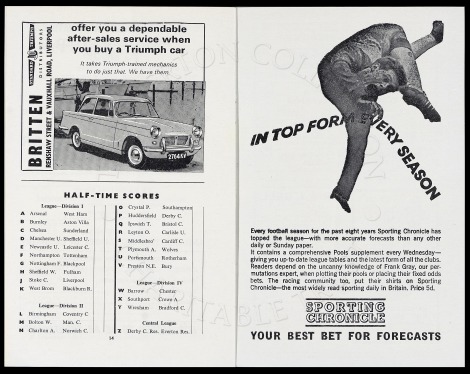 offer you a dependable
after-sales service when
you buy a Triumph car
It takes Triumph-trained mechanics
to do just that. We have them.
BRITTEN
RENSHAW STREET & VAUXHALL ROAD, LIVERPOOL
DISTRIBUTORS
HALF-TIME SCORES
League—Division I
A Arsenal West Ham
B Burnley Aston Villa
C Chelsea Sunderland
D Manchester U Sheffield U.
E Newcastle U Leicester C.
F Northampton Tottenham
G Nottingham F Blackpool
H Sheffield W Fulham
J Stoke C. Liverpool
K West Brom Blackburn R.
League—Division II
L Birmingham Coventry C
M Bolton W. Man. C.
N Charlton A. Norwich C.
O Crystal P. Southampton
P Huddersfield Derby C.
Q Ipswich T. Bristol C.
R Leyton O. Carlisle U.
S Middlesbro' Cardiff C.
T Plymouth A. Wolves
U Portsmouth Rotherham
V Preston N.E. Bury
League—Division IV
W Barrow Chester
X Southport Crewe A.
Y Wrexham Bradford C.
Central League
Z Derby C. Res. Everton Res.
IN TOP FORM EVERY SEASON
Every football season for the past eight years Sporting Chronicle has
topped the league—with more accurate forecasts than any other
daily or Sunday paper.
It contains a comprehensive Pools supplement every Wednesday—
giving you up-to-date league tables and the latest form of all the clubs.
Readers depend on the uncanny knowledge of Frank Gray, our per-
mutations expert, when plotting their pools or placing their fixed odds
bets. The racing community too, put their shirts on Sporting
Chronicle—the most widely read sporting daily in Britain. Price 5d.
SPORTING
CHRONICLE
YOUR BEST BET FOR FORECASTS